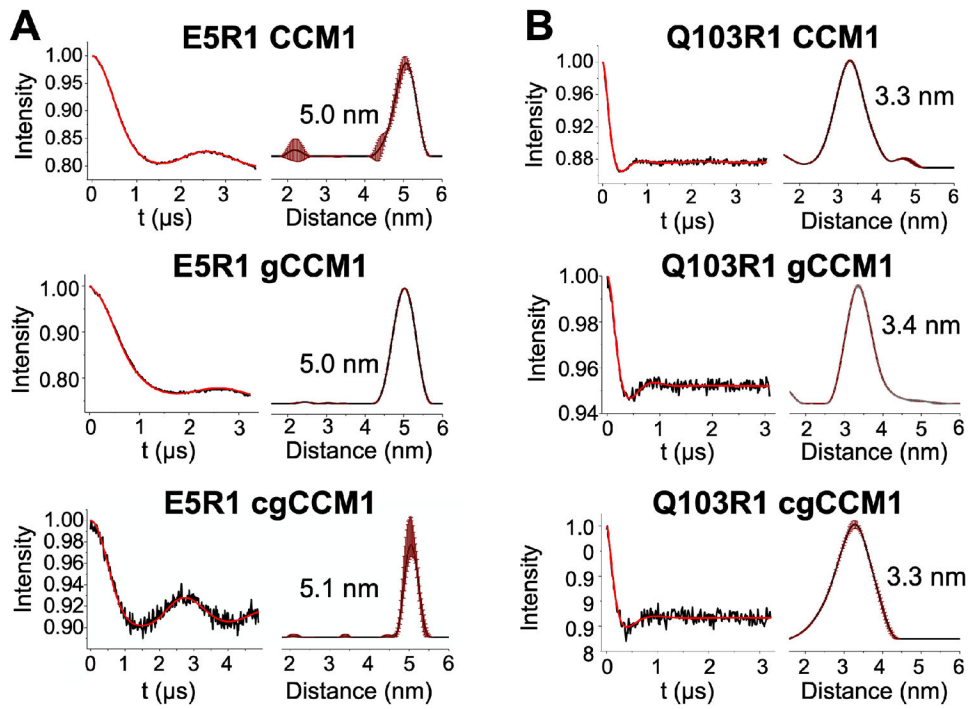 A
E5R1 CCM1
Intensity
1.00
0.95
0.90
0.85
0.80
0 1 2 3
t (µs)
5.0 nm
2 3 4 5 6
Distance (nm)
E5R1 gCCM1
Intensity
1.00
0.90
0.80
0 1 2 3
t (µs)
5.0 nm
2 3 4 5 6
Distance (nm)
E5R1 cgCCM1
Intensity
1.00
0.98
0.96
0.94
0.92
0.90
0 1 2 3 4
t (µs)
5.1 nm
2 3 4 5 6
Distance (nm)
B
Q103R1 CCM1
Intensity
1.00
0.96
0.92
0.88
0 1 2 3
t (µs)
3.3 nm
2 3 4 5 6
Distance (nm)
Q103R1 gCCM1
Intensity
1.00
0.98
0.96
0.94
0 1 2 3
t (µs)
3.4 nm
2 3 4 5 6
Distance (nm)
Q103R1 cgCCM1
Intensity
1.0
0
0.9
9
0.9
8
0 1 2 3
t (µs)
3.3 nm
2 3 4 5 6
Distance (nm)